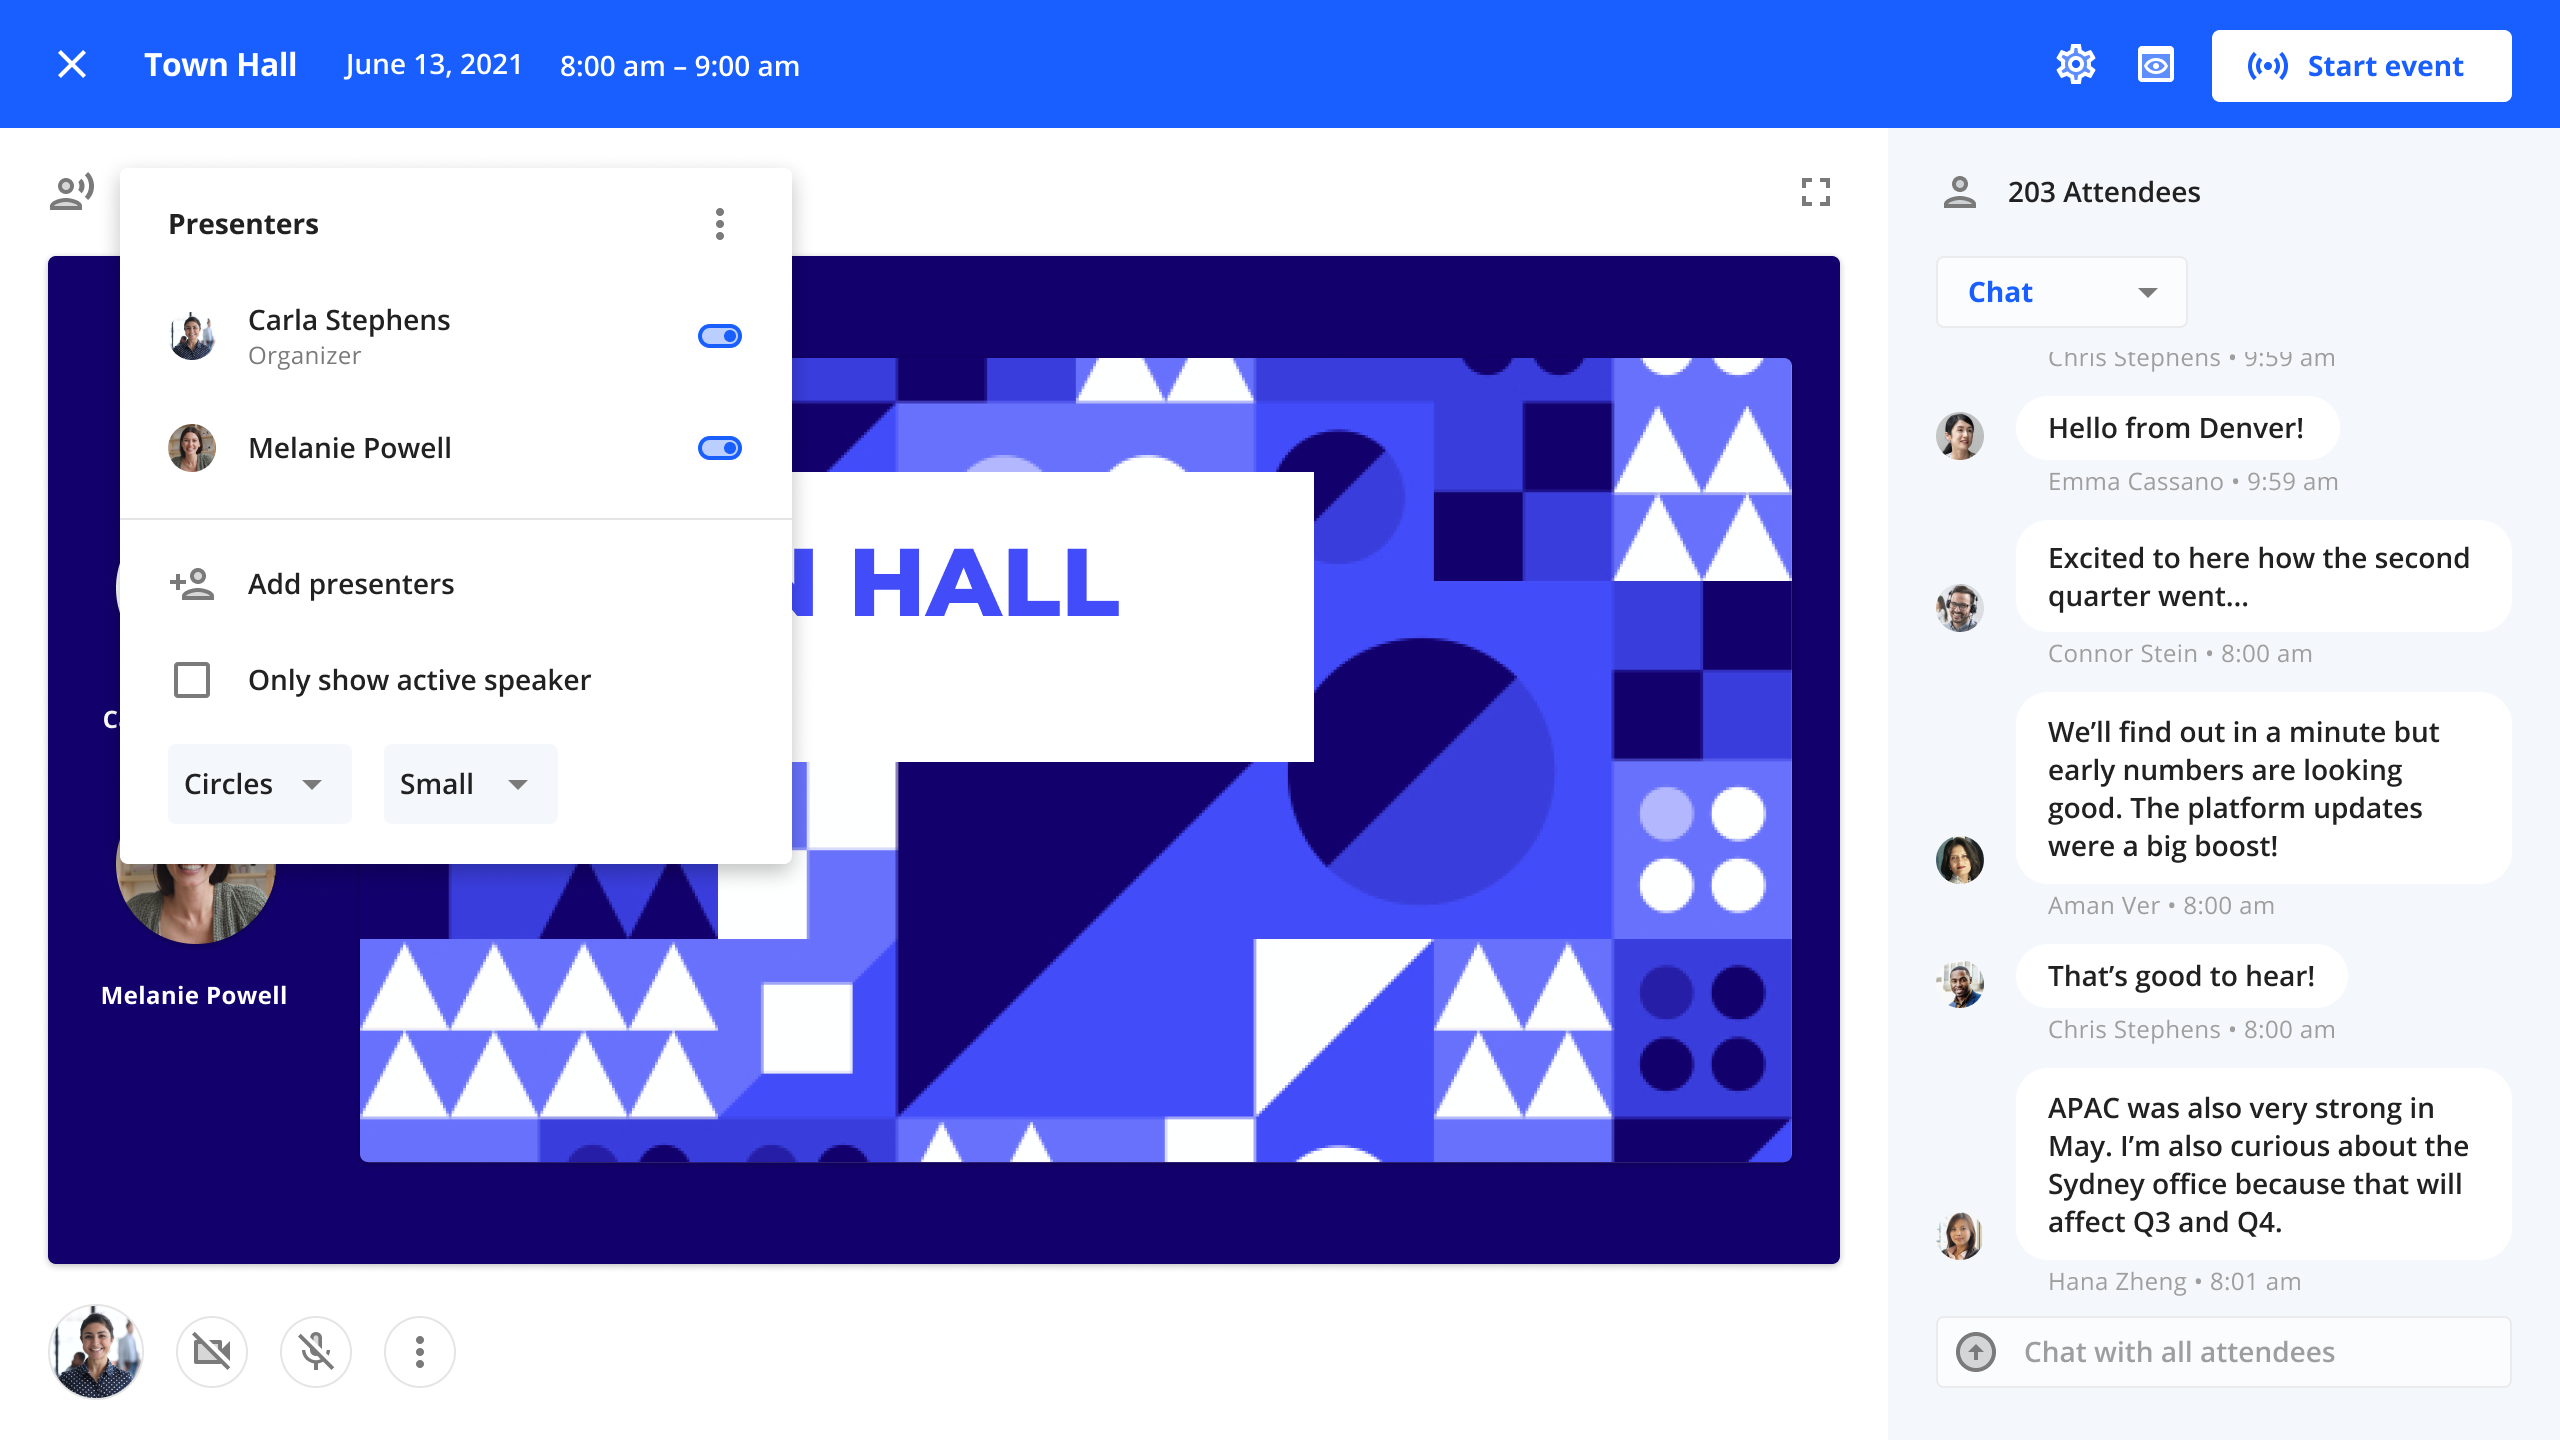 Town Hall
June 13, 2021
8:00 am – 9:00 am
Start event
Presenters
Carla Stephens
Organizer
Melanie Powell
Add presenters
Only show active speaker
Circles
Small
HALL
Melanie Powell
203 Attendees
Chat
Chris Stephens • 9:59 am
Hello from Denver!
Emma Cassano • 9:59 am
Excited to here how the second
quarter went...
Connor Stein • 8:00 am
We’ll find out in a minute but
early numbers are looking
good. The platform updates
were a big boost!
Aman Ver • 8:00 am
That’s good to hear!
Chris Stephens • 8:00 am
APAC was also very strong in
May. I’m also curious about the
Sydney office because that will
affect Q3 and Q4.
Hana Zheng • 8:01 am
Chat with all attendees